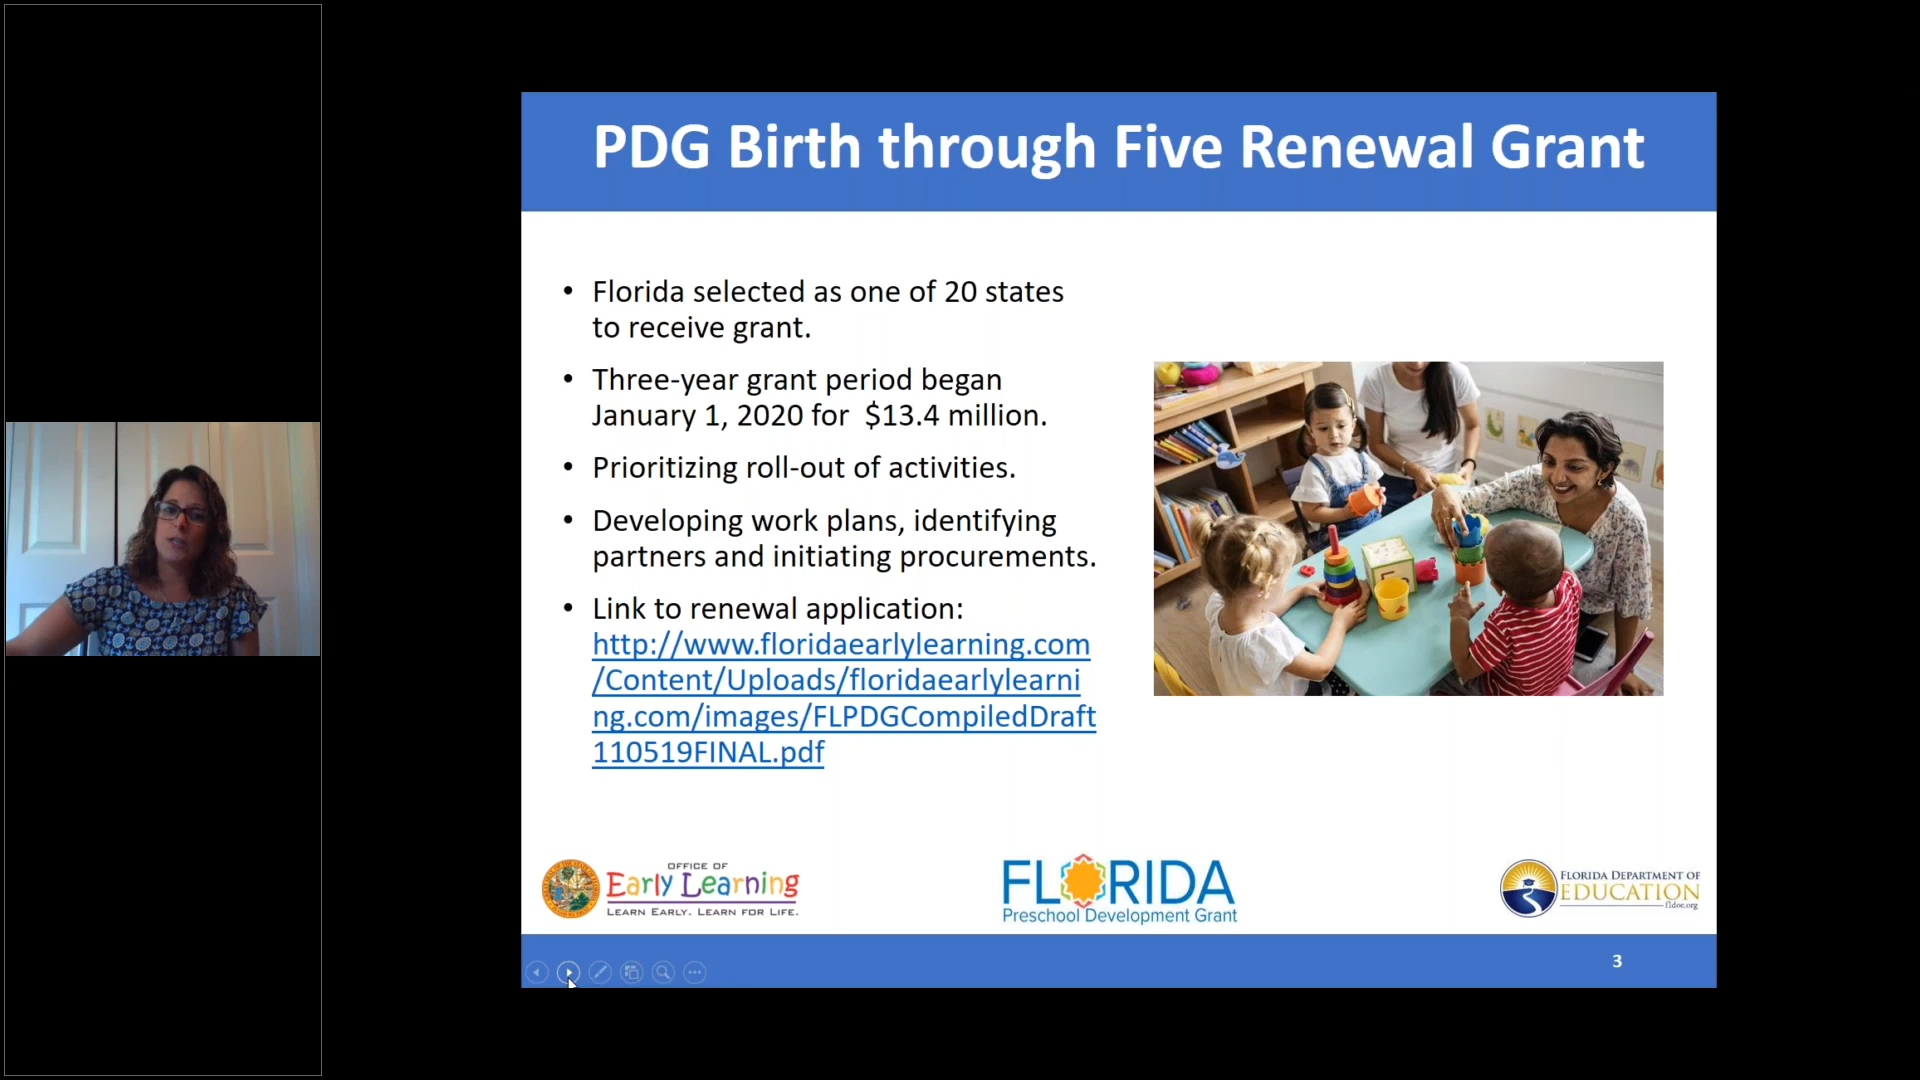 PDG Birth through Five Renewal Grant
• Florida selected as one of 20 states
to receive grant.
• Three-year grant period began
January 1, 2020 for $13.4 million.
• Prioritizing roll-out of activities.
• Developing work plans, identifying
partners and initiating procurements.
• Link to renewal application:
http://www.floridaearlylearning.com
/Content/Uploads/floridaearlylearni
ng.com/images/FLPDGCompiledDraft
110519FINAL.pdf
OFFICE OF
Early Learning
LEARN EARLY. LEARN FOR LIFE.
FLORIDA
Preschool Development Grant
FLORIDA DEPARTMENT OF
EDUCATION
fldoe.org
3